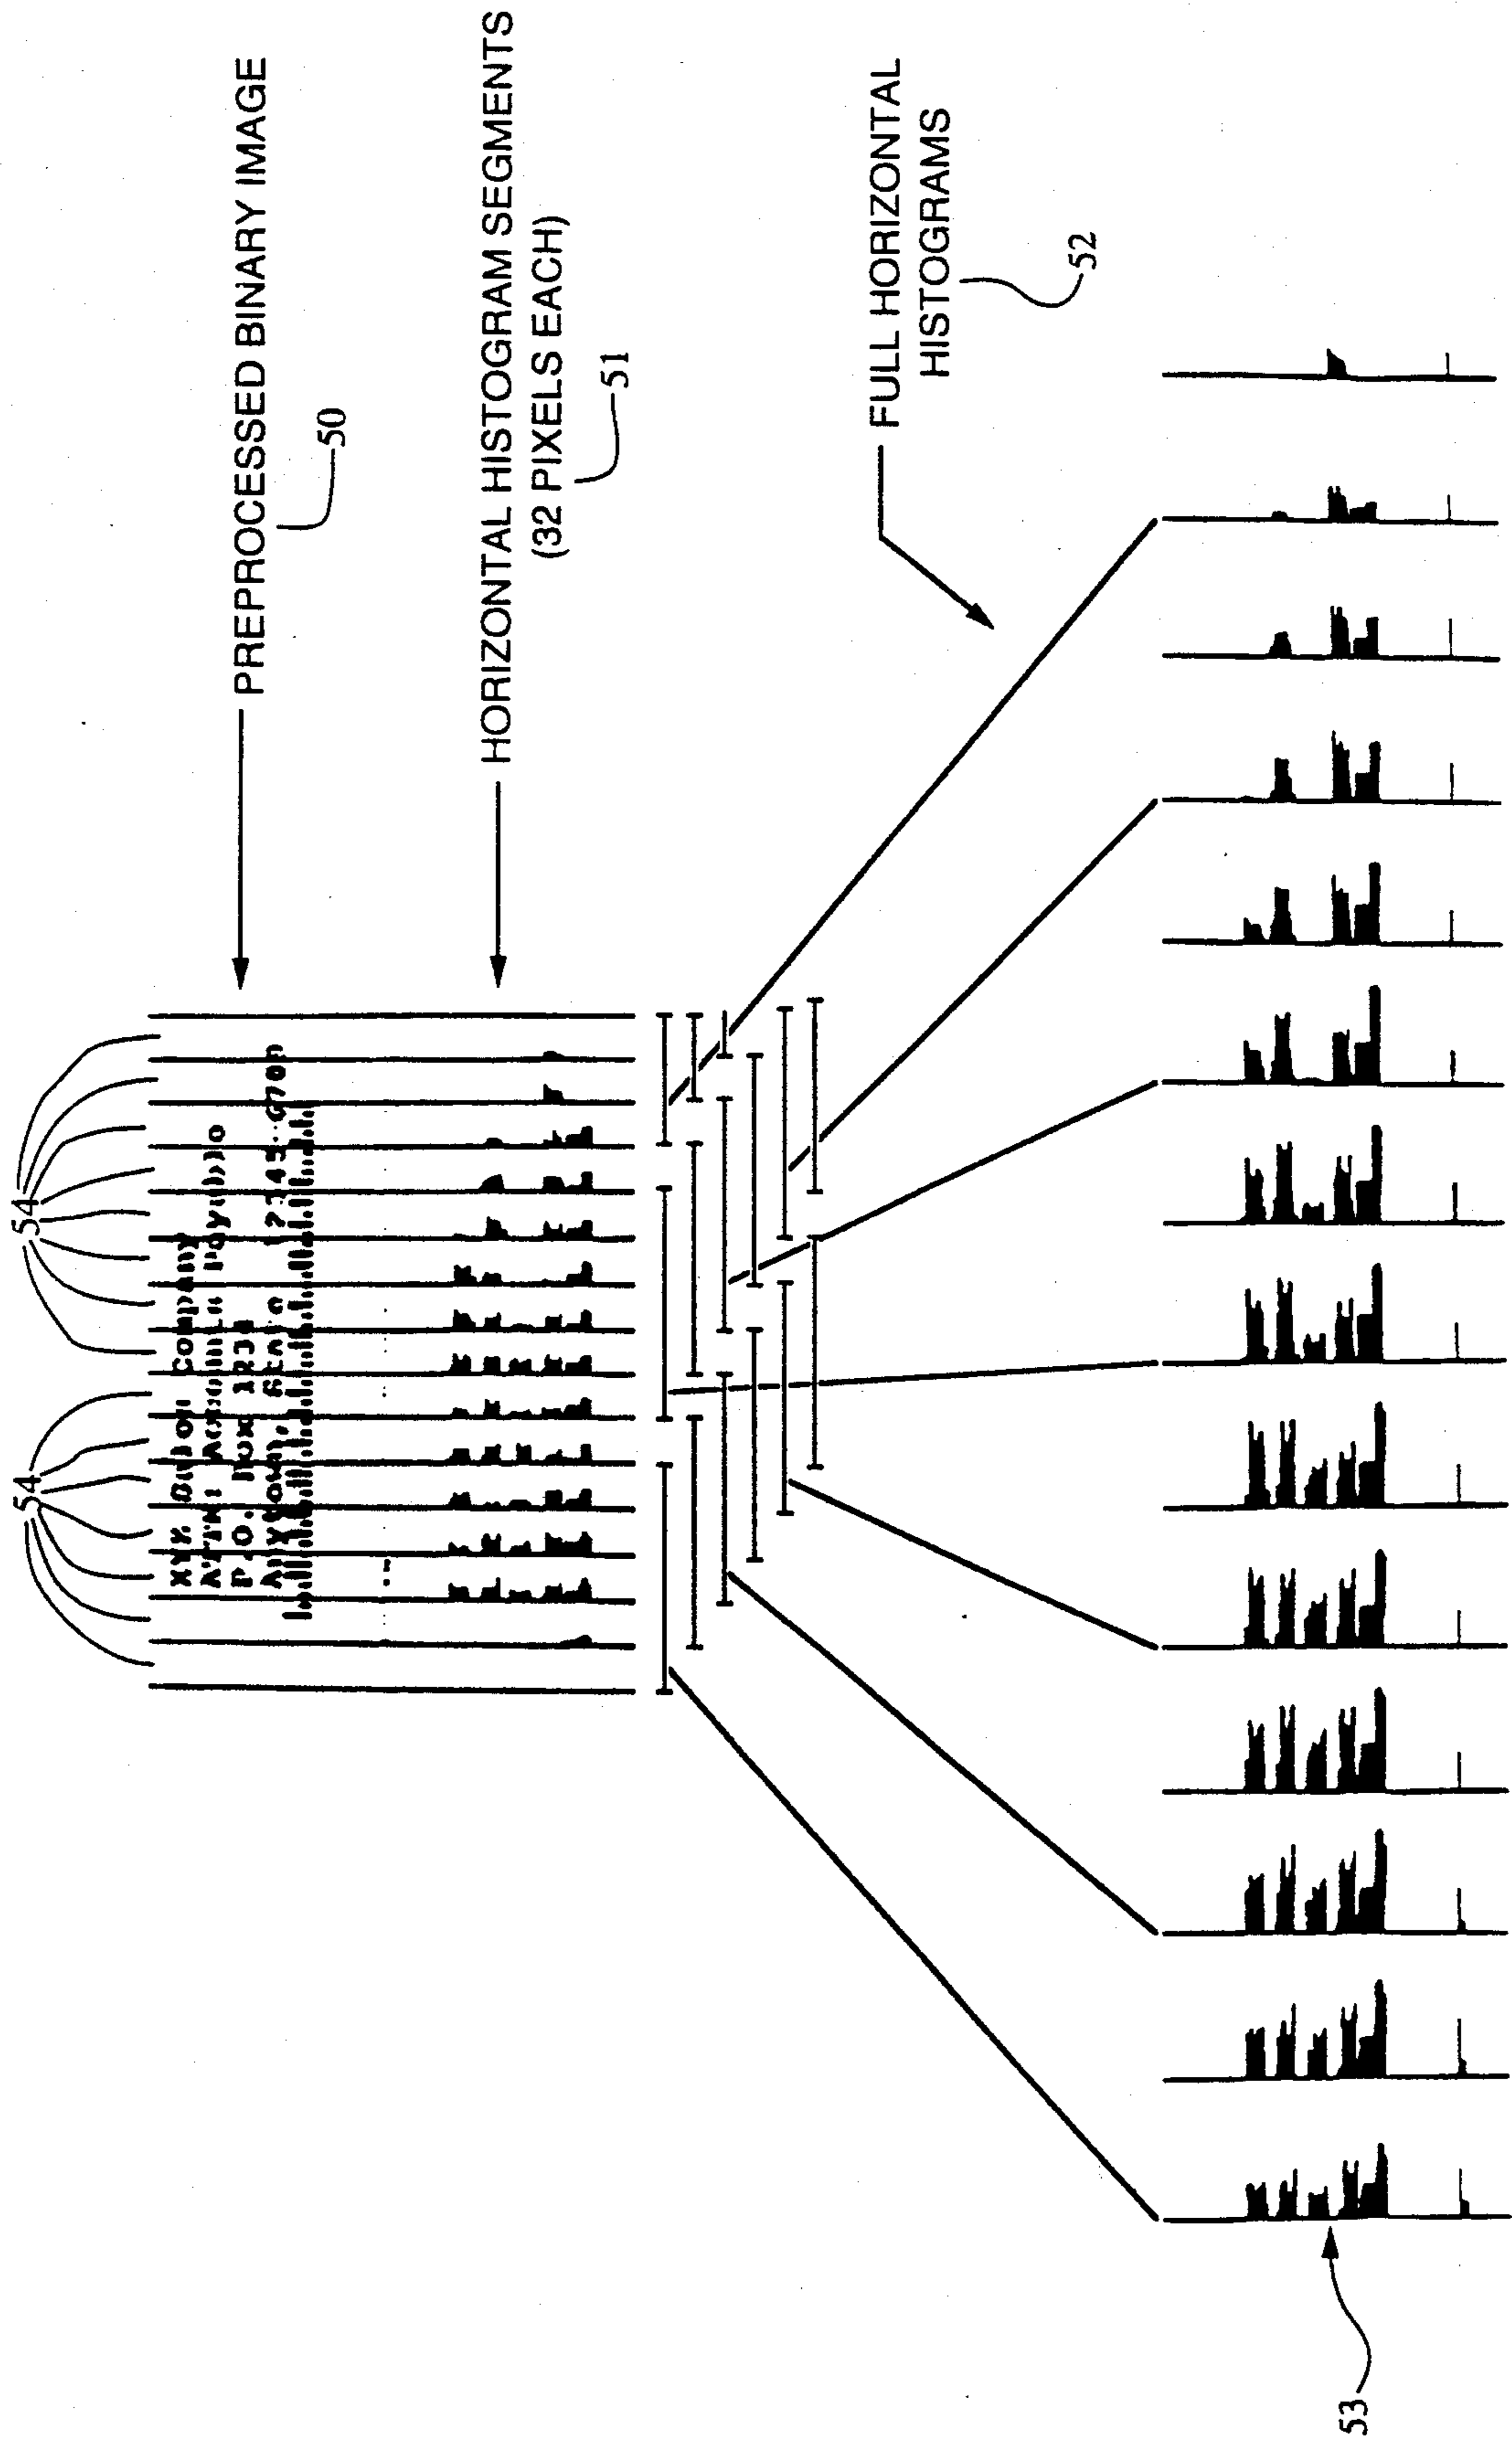 54
54
PREPROCESSED BINARY IMAGE
50
HORIZONTAL HISTOGRAM SEGMENTS
(32 PIXELS EACH)
51
FULL HORIZONTAL
HISTOGRAMS
52
53
Company
P.O. Box 1234